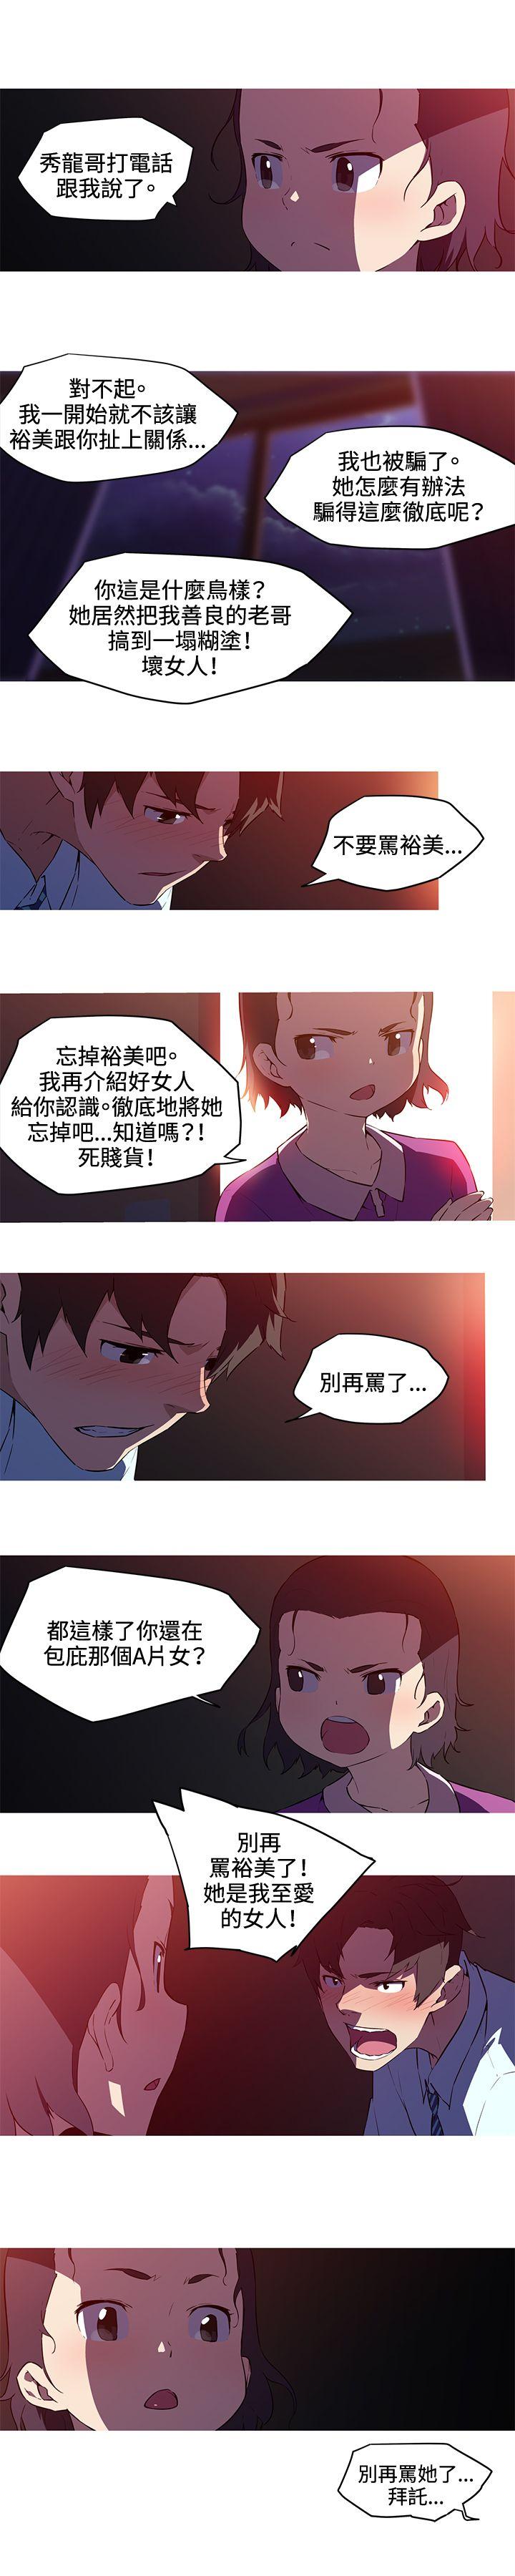 秀龍哥打電話
跟我說了。
對不起。
我一開始就不該讓
裕美跟你扯上關係...
我也被騙了。
她怎麼有辦法
騙得這麼徹底呢？
你這是什麼鳥樣？
她居然把我善良的老哥
搞到一塌糊塗！
壞女人！
不要罵裕美...
忘掉裕美吧。
我再介紹好女人
給你認識。徹底地將她
忘掉吧...知道嗎？！
死賤貨！
別再罵了...
都這樣了你還在
包庇那個A片女？
別再
罵裕美了！
她是我至愛
的女人！
別再罵她了...
拜託...